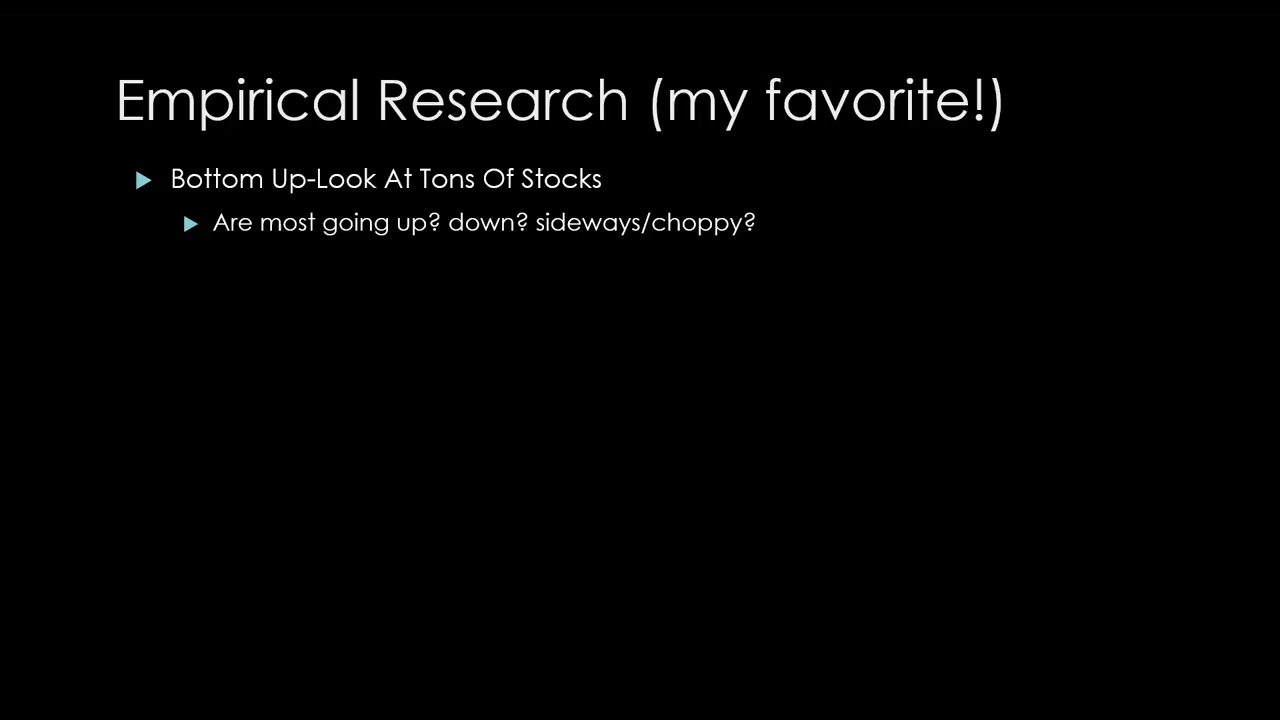 Empirical Research (my favorite!)
Bottom Up-Look At Tons Of Stocks
Are most going up? down? sideways/choppy?